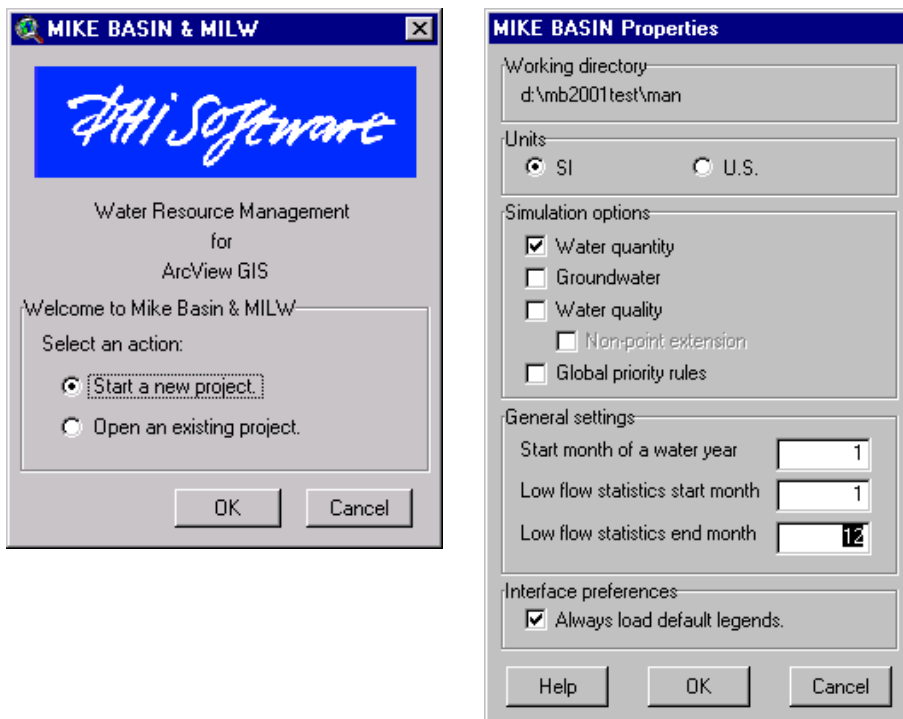 MIKE BASIN & MILW
DHI Software
Water Resource Management
for
ArcView GIS
Welcome to Mike Basin & MILW
Select an action:
Start a new project.
Open an existing project.
OK
Cancel
MIKE BASIN Properties
Working directory
d:\mb2001test\man
Units
SI
U.S.
Simulation options
Water quantity
Groundwater
Water quality
Non-point extension
Global priority rules
General settings
Start month of a water year
1
Low flow statistics start month
1
Low flow statistics end month
12
Interface preferences
Always load default legends.
Help
OK
Cancel